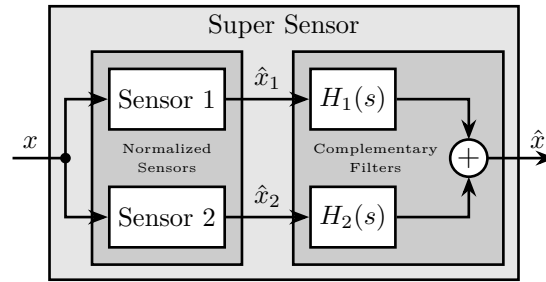 Super Sensor
x
Sensor 1
x̂₁
H₁(s)
Normalized
Sensors
Complementary
Filters
+
x̂
Sensor 2
x̂₂
H₂(s)